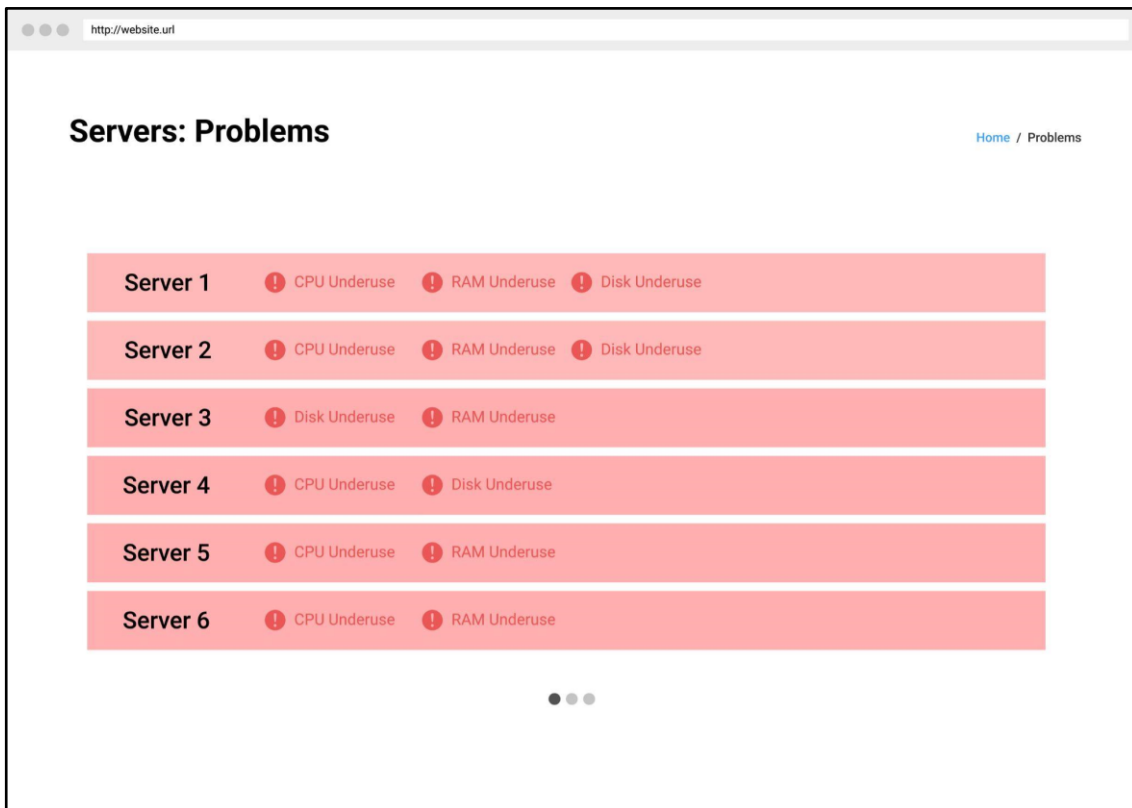 http://website.url
Servers: Problems
Home / Problems
Server 1 CPU Underuse RAM Underuse Disk Underuse
Server 2 CPU Underuse RAM Underuse Disk Underuse
Server 3 Disk Underuse RAM Underuse
Server 4 CPU Underuse Disk Underuse
Server 5 CPU Underuse RAM Underuse
Server 6 CPU Underuse RAM Underuse